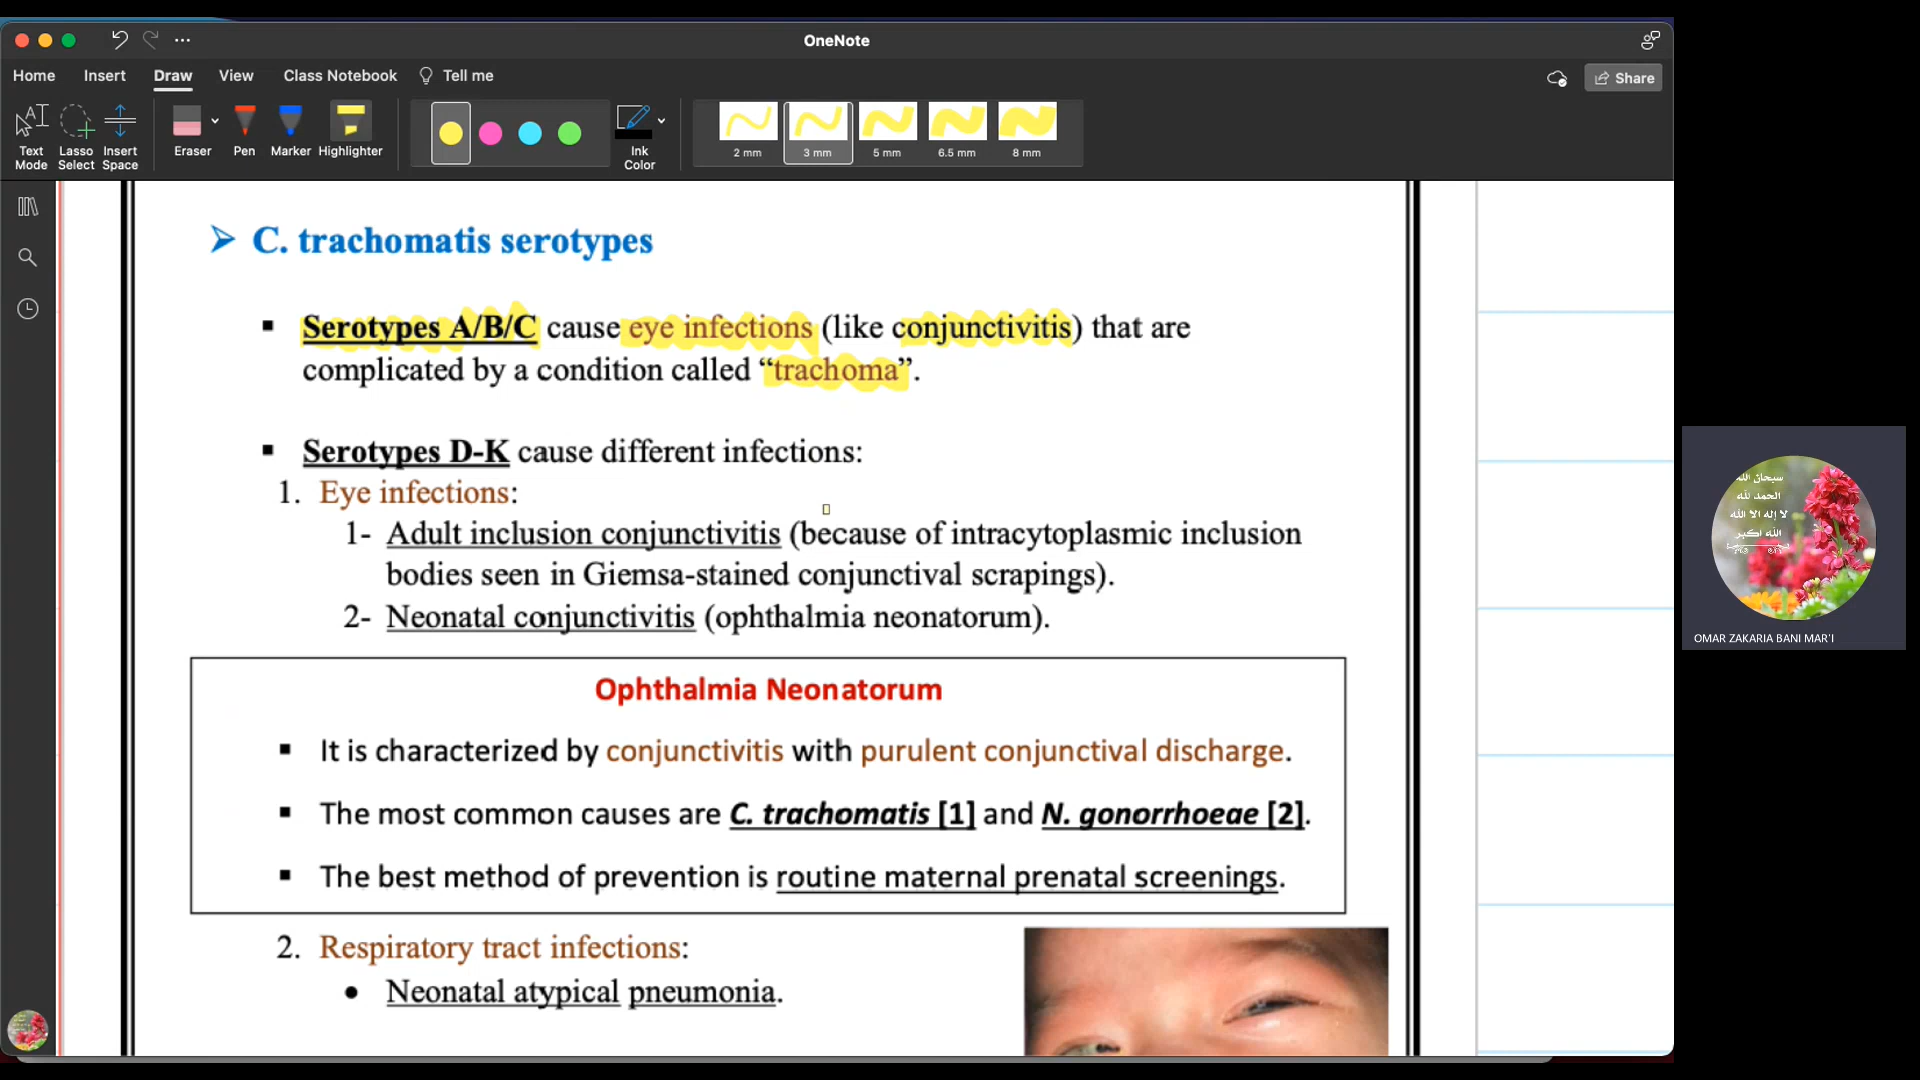 OneNote
Home Insert Draw View Class Notebook Tell me
Share
Text Mode
Lasso Select
Insert Space
Eraser
Pen
Marker
Highlighter
Ink Color
2 mm
3 mm
5 mm
6.5 mm
8 mm
➢ C. trachomatis serotypes
▪ Serotypes A/B/C cause eye infections (like conjunctivitis) that are
complicated by a condition called “trachoma”.
▪ Serotypes D-K cause different infections:
1. Eye infections:
1- Adult inclusion conjunctivitis (because of intracytoplasmic inclusion
bodies seen in Giemsa-stained conjunctival scrapings).
2- Neonatal conjunctivitis (ophthalmia neonatorum).
Ophthalmia Neonatorum
▪ It is characterized by conjunctivitis with purulent conjunctival discharge.
▪ The most common causes are C. trachomatis [1] and N. gonorrhoeae [2].
▪ The best method of prevention is routine maternal prenatal screenings.
2. Respiratory tract infections:
• Neonatal atypical pneumonia.
سبحان الله
الحمد لله
لا إله إلا الله
الله اكبر
OMAR ZAKARIA BANI MAR'I